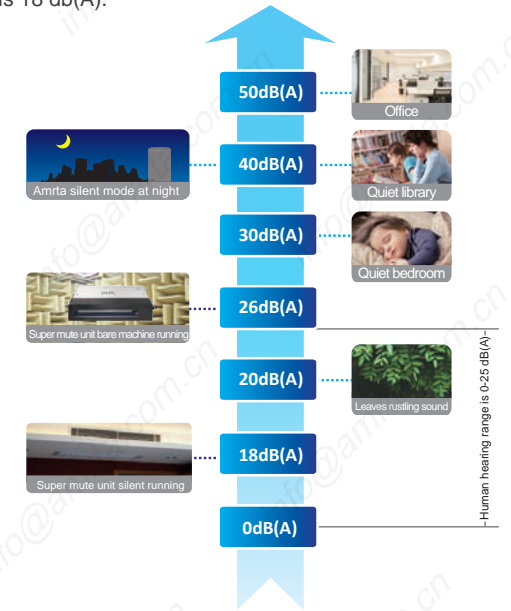 is 18 db(A).
50dB(A)
Office
40dB(A)
Amrta silent mode at night
Quiet library
30dB(A)
Quiet bedroom
26dB(A)
Super mute unit bare machine running
20dB(A)
Leaves rustling sound
Human hearing range is 0-25 dB(A)
18dB(A)
Super mute unit silent running
0dB(A)